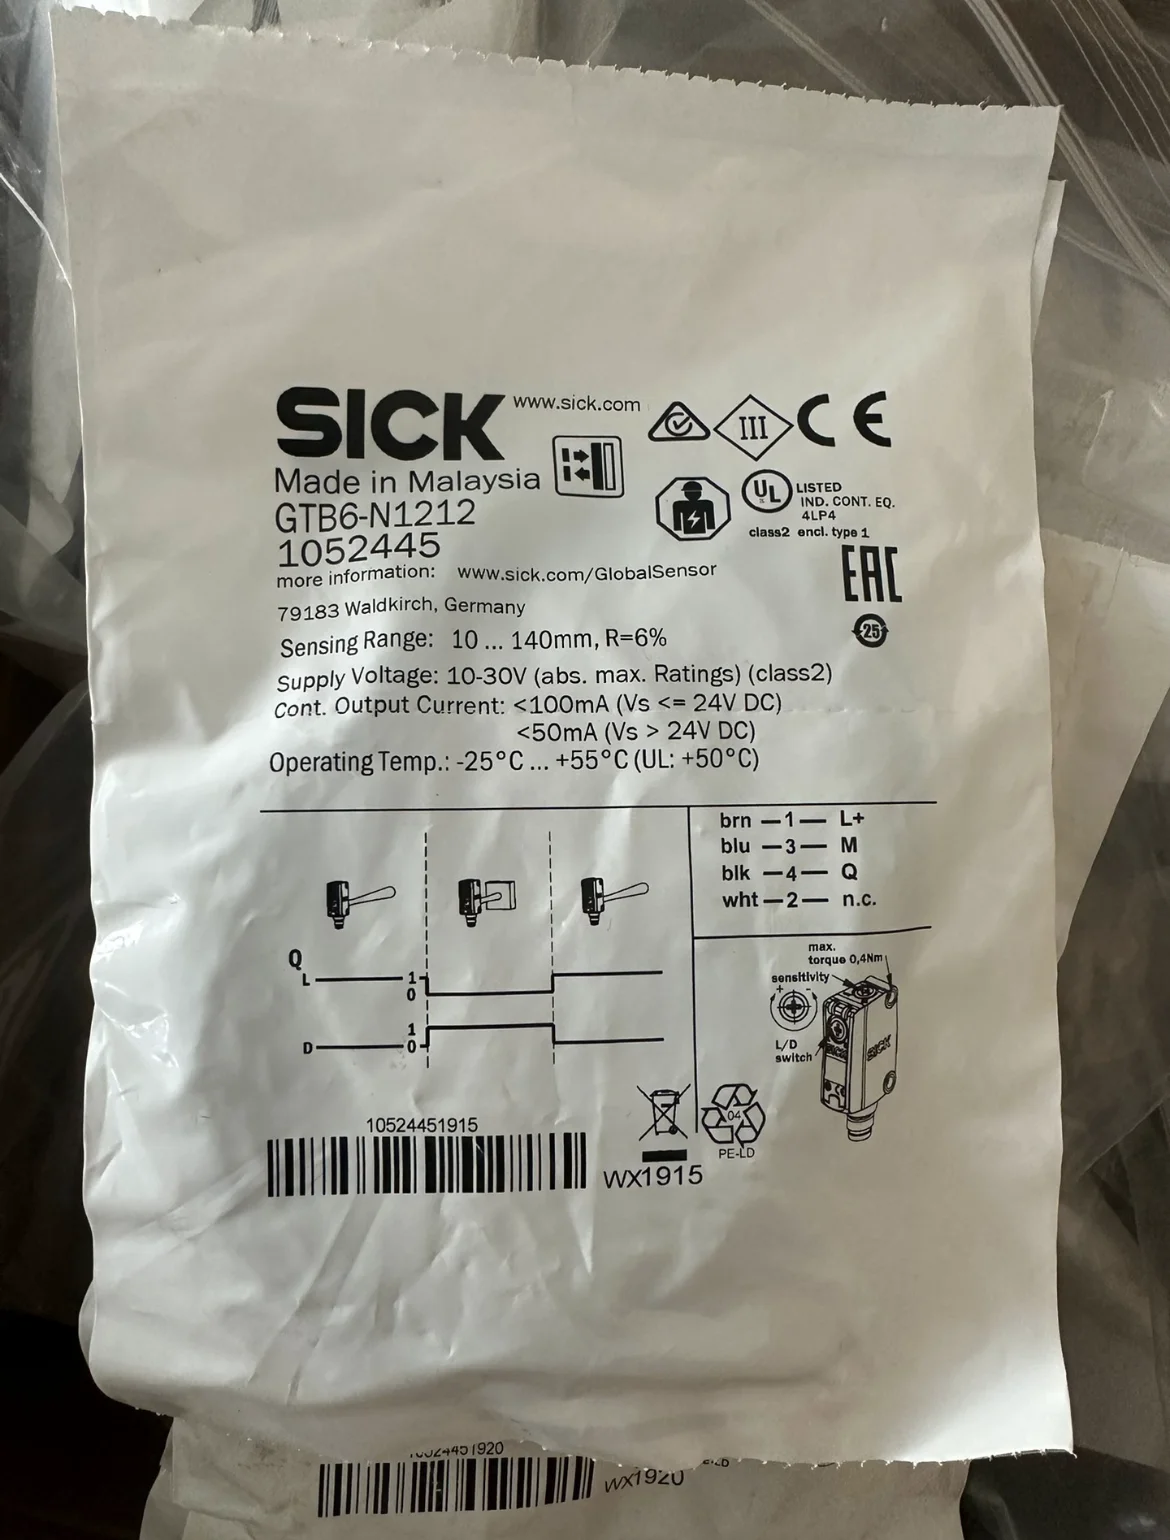 SICK www.sick.com
III CE
Made in Malaysia
GTB6-N1212
1052445
UL LISTED
IND. CONT. EQ.
4LP4
class2 encl. type 1
more information: www.sick.com/GlobalSensor
EAC
79183 Waldkirch, Germany
25
Sensing Range: 10 ... 140mm, R=6%
Supply Voltage: 10-30V (abs. max. Ratings) (class2)
Cont. Output Current: <100mA (Vs <= 24V DC)
<50mA (Vs > 24V DC)
Operating Temp.: -25°C ... +55°C (UL: +50°C)
brn —1— L+
blu —3— M
blk —4— Q
wht —2— n.c.
Q
L 1
0
1
D 0
max.
torque 0,4Nm
sensitivity
+ -
L/D
switch
SICK
04
PE-LD
10524451915
WX1915
10524451920
WX1920